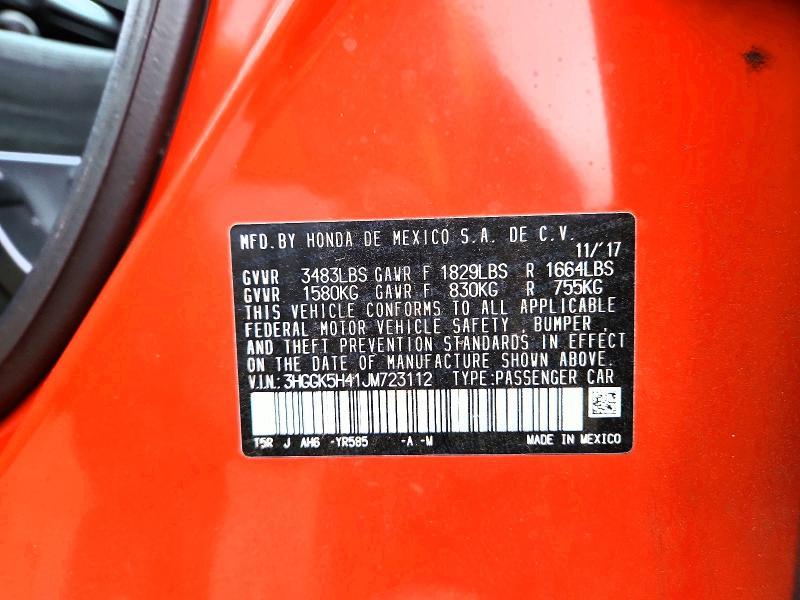 MFD. BY HONDA DE MEXICO S.A. DE C.V.
11/'17
GVWR 3483LBS GAWR F 1829LBS R 1664LBS
GVWR 1580KG GAWR F 830KG R 755KG
THIS VEHICLE CONFORMS TO ALL APPLICABLE
FEDERAL MOTOR VEHICLE SAFETY , BUMPER ,
AND THEFT PREVENTION STANDARDS IN EFFECT
ON THE DATE OF MANUFACTURE SHOWN ABOVE.
V.I.N.: 3HGGK5H41JM723112 TYPE:PASSENGER CAR
T5R J AH6 -YR585 -A -M MADE IN MEXICO